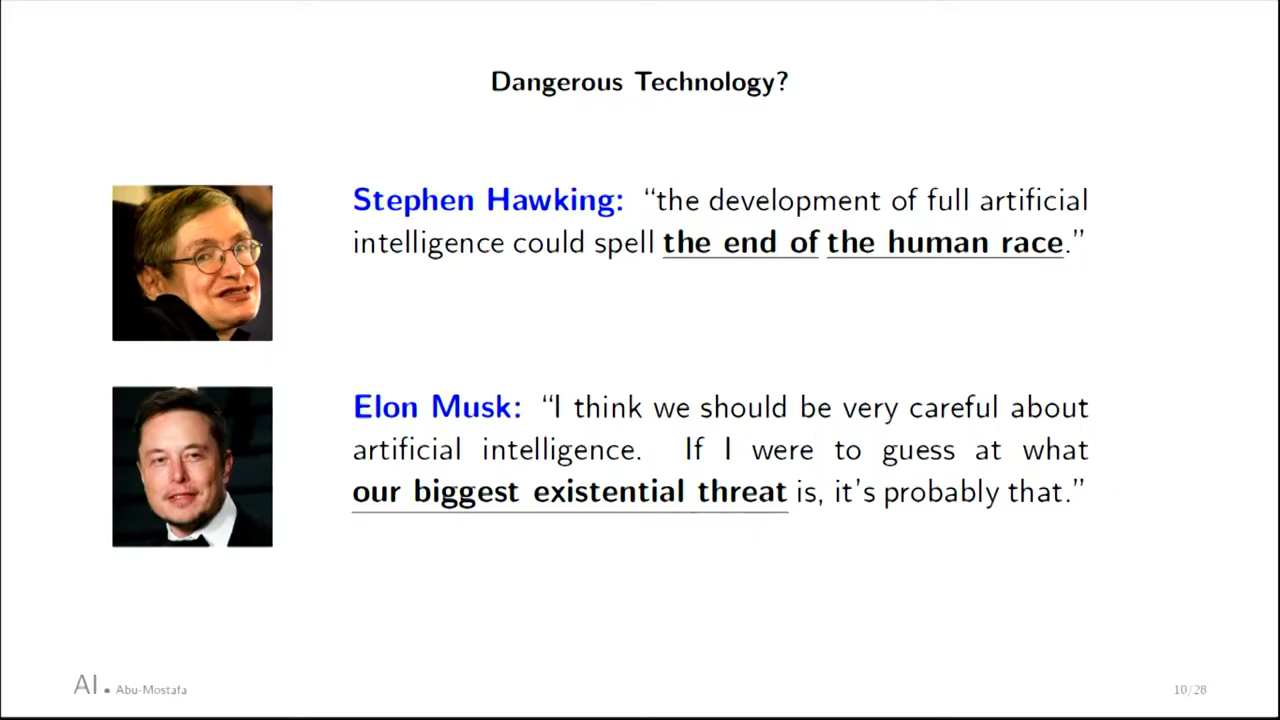 Dangerous Technology?
Stephen Hawking: “the development of full artificial
intelligence could spell the end of the human race.”
Elon Musk: “I think we should be very careful about
artificial intelligence. If I were to guess at what
our biggest existential threat is, it's probably that.”
AI. Abu-Mostafa
10/28